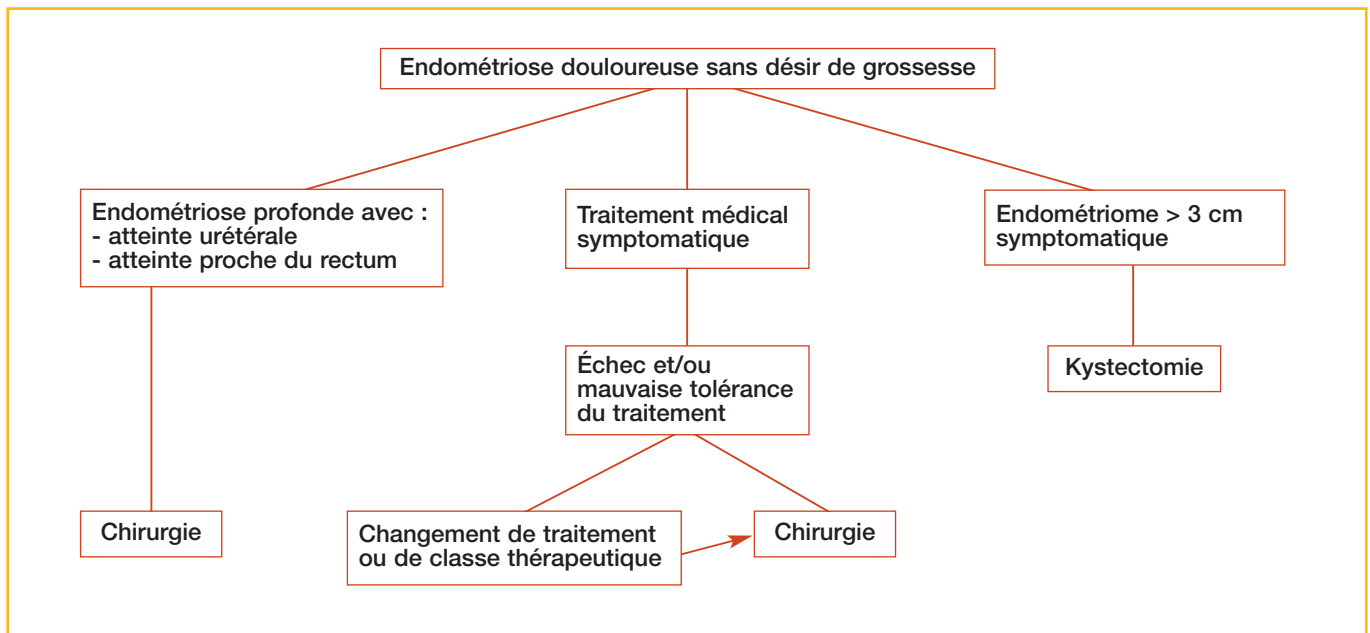 Endométriose douloureuse sans désir de grossesse
Endométriose profonde avec :
- atteinte urétérale
- atteinte proche du rectum
Traitement médical
symptomatique
Endométriome > 3 cm
symptomatique
Échec et/ou
mauvaise tolérance
du traitement
Kystectomie
Chirurgie
Changement de traitement
ou de classe thérapeutique
Chirurgie